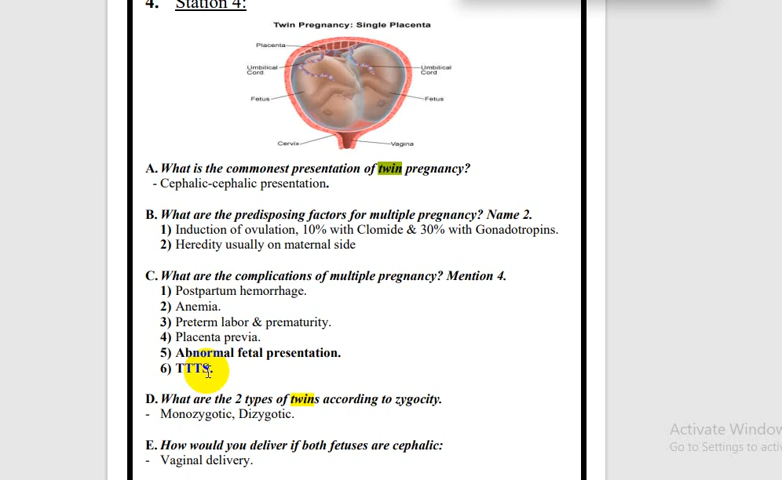 4. Station 4:
Twin Pregnancy: Single Placenta
Placenta
Umbilical Cord
Umbilical Cord
Fetus
Fetus
Cervix
Vagina
A. What is the commonest presentation of twin pregnancy?
- Cephalic-cephalic presentation.
B. What are the predisposing factors for multiple pregnancy? Name 2.
1) Induction of ovulation, 10% with Clomide & 30% with Gonadotropins.
2) Heredity usually on maternal side
C. What are the complications of multiple pregnancy? Mention 4.
1) Postpartum hemorrhage.
2) Anemia.
3) Preterm labor & prematurity.
4) Placenta previa.
5) Abnormal fetal presentation.
6) TTTS.
D. What are the 2 types of twins according to zygocity.
- Monozygotic, Dizygotic.
E. How would you deliver if both fetuses are cephalic:
- Vaginal delivery.
Activate Window
Go to Settings to acti